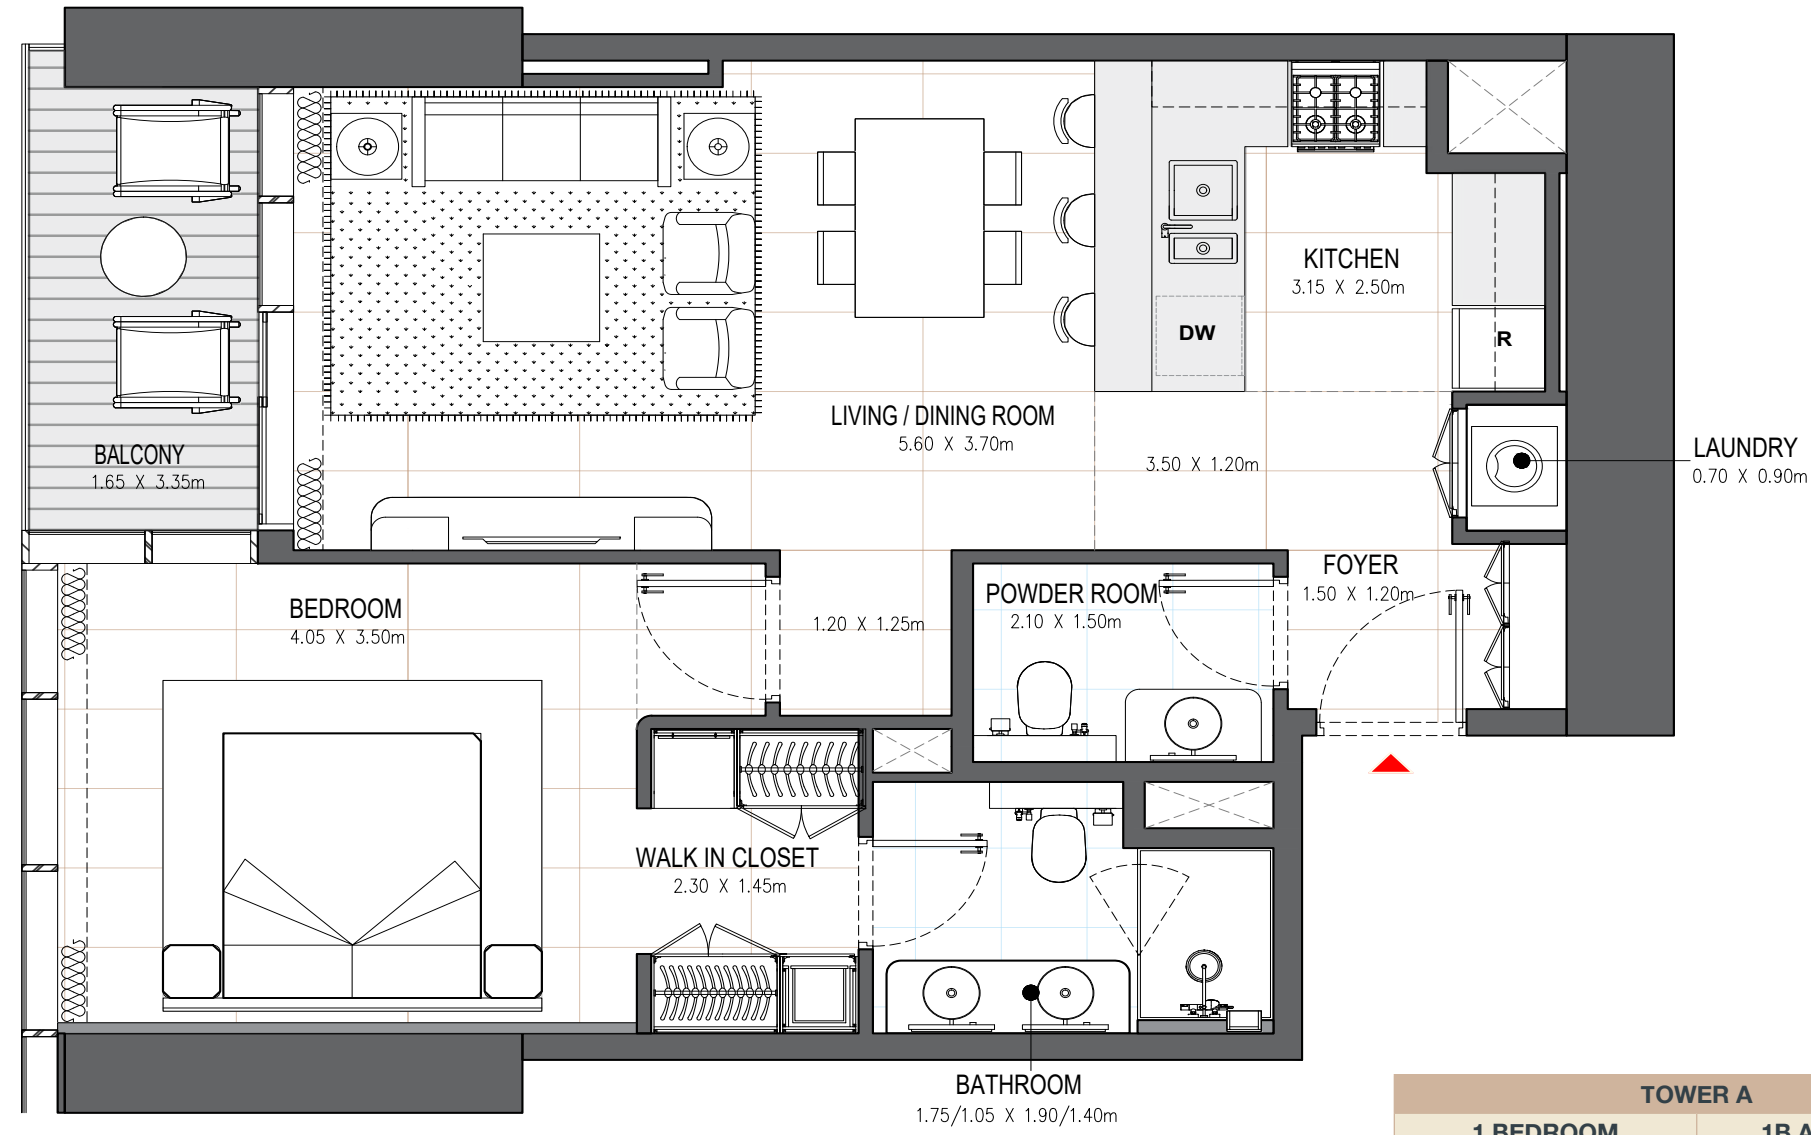 KITCHEN
3.15 X 2.50m
DW
R
LIVING / DINING ROOM
5.60 X 3.70m
3.50 X 1.20m
LAUNDRY
0.70 X 0.90m
BALCONY
1.65 X 3.35m
FOYER
1.50 X 1.20m
POWDER ROOM
2.10 X 1.50m
BEDROOM
4.05 X 3.50m
1.20 X 1.25m
WALK IN CLOSET
2.30 X 1.45m
BATHROOM
1.75/1.05 X 1.90/1.40m
TOWER A
1 BEDROOM
1B A